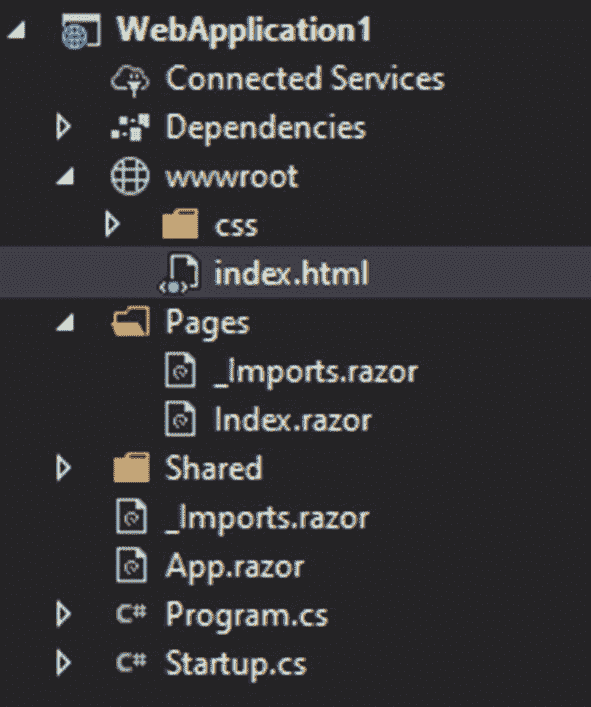 WebApplication1
Connected Services
Dependencies
wwwroot
css
index.html
Pages
_Imports.razor
Index.razor
Shared
_Imports.razor
App.razor
C# Program.cs
C# Startup.cs